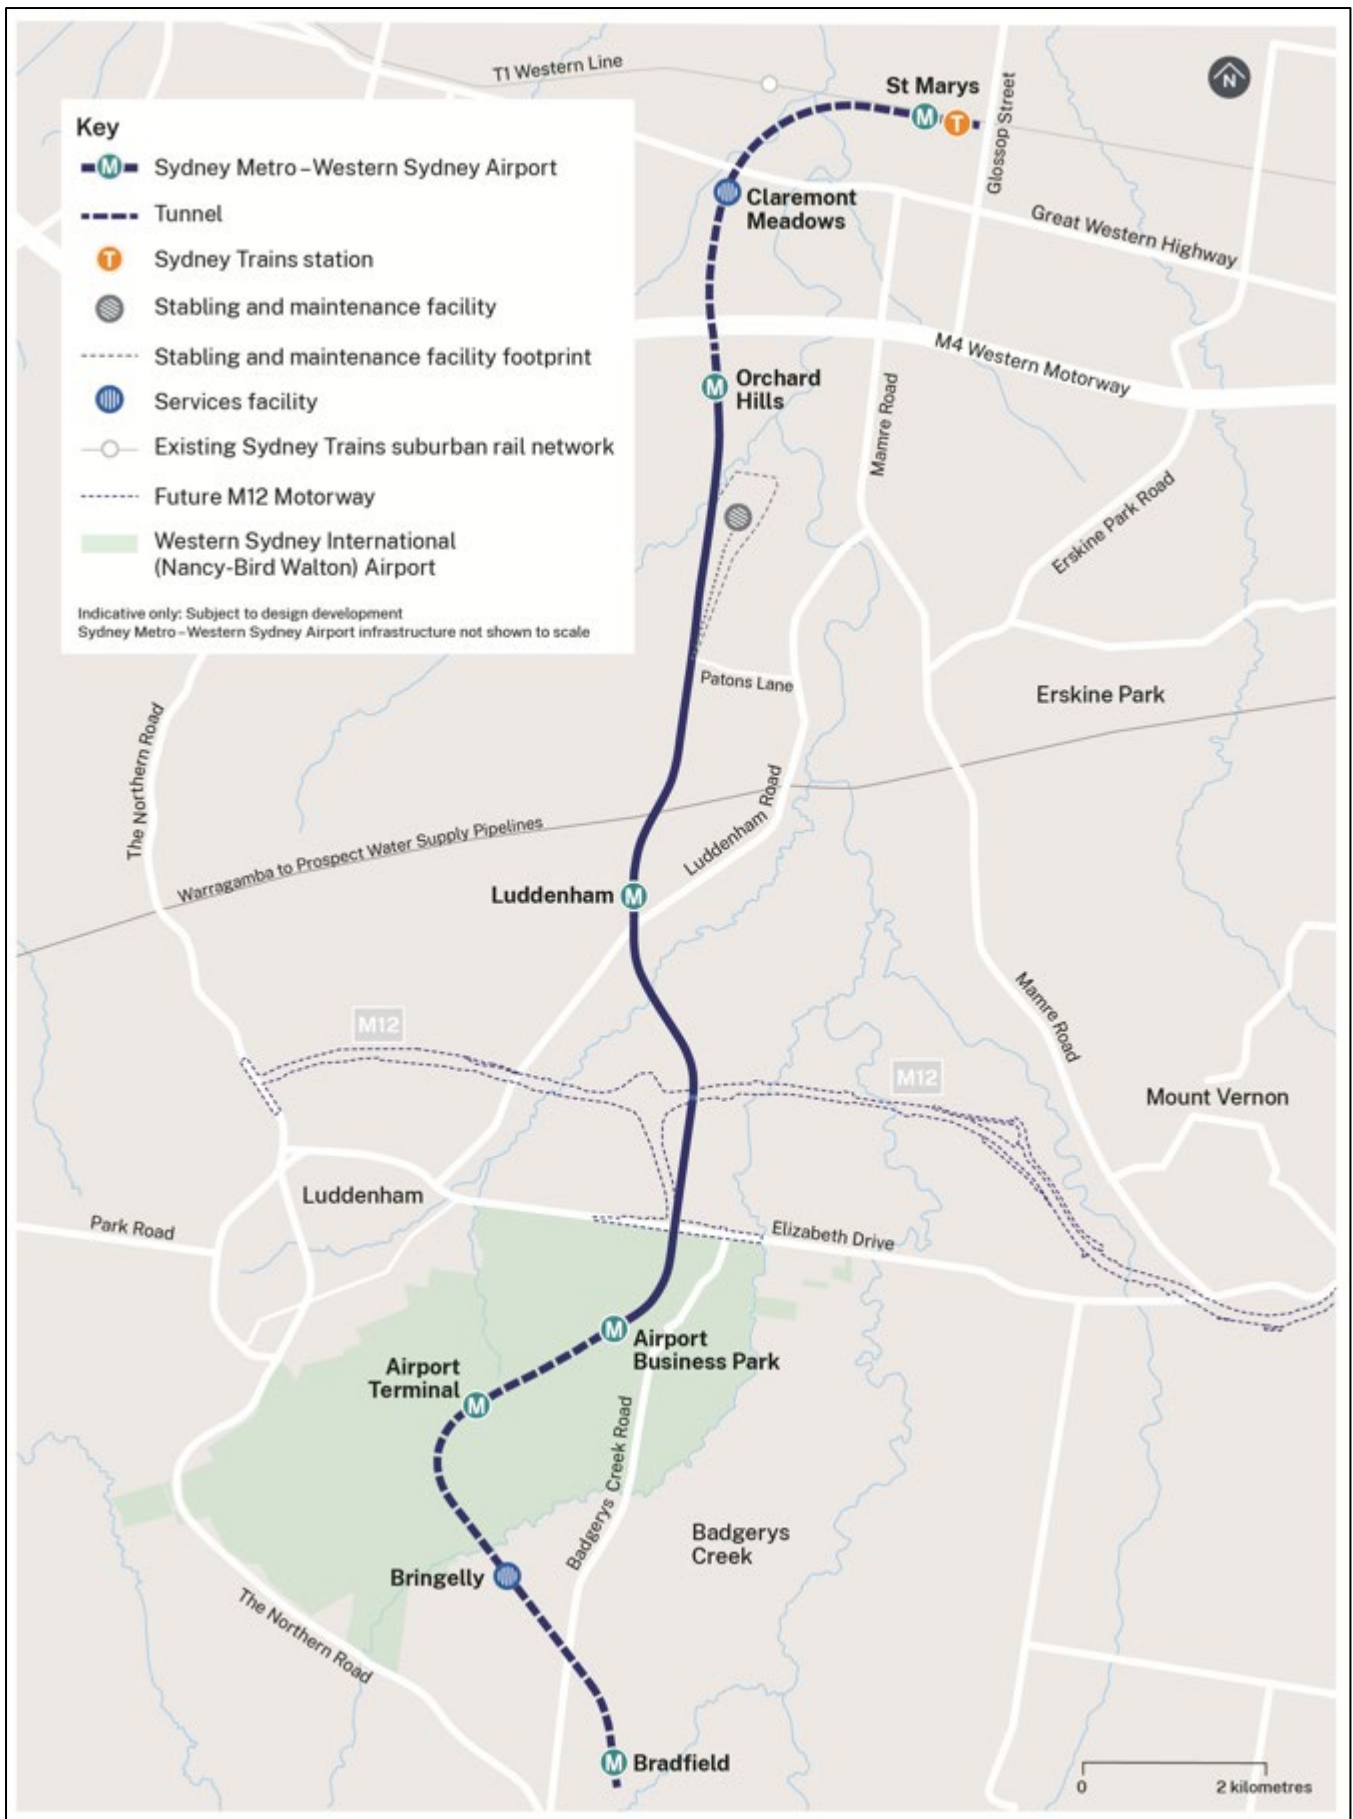 T1 Western Line
St Marys
N
M
T
Glossop Street
Key
M
Sydney Metro – Western Sydney Airport
Tunnel
T
Sydney Trains station
Stabling and maintenance facility
Stabling and maintenance facility footprint
Services facility
Existing Sydney Trains suburban rail network
Future M12 Motorway
Western Sydney International
(Nancy-Bird Walton) Airport
Indicative only: Subject to design development
Sydney Metro – Western Sydney Airport infrastructure not shown to scale
Claremont
Meadows
Great Western Highway
M4 Western Motorway
M
Orchard
Hills
Mamre Road
Erskine Park Road
Patons Lane
Erskine Park
The Northern Road
Luddenham Road
Warragamba to Prospect Water Supply Pipelines
Luddenham
M
Mamre Road
M12
M12
Mount Vernon
Luddenham
Park Road
Elizabeth Drive
M
Airport
Business Park
Airport
Terminal
M
Badgerys Creek Road
Badgerys
Creek
Bringelly
The Northern Road
M
Bradfield
0
2 kilometres